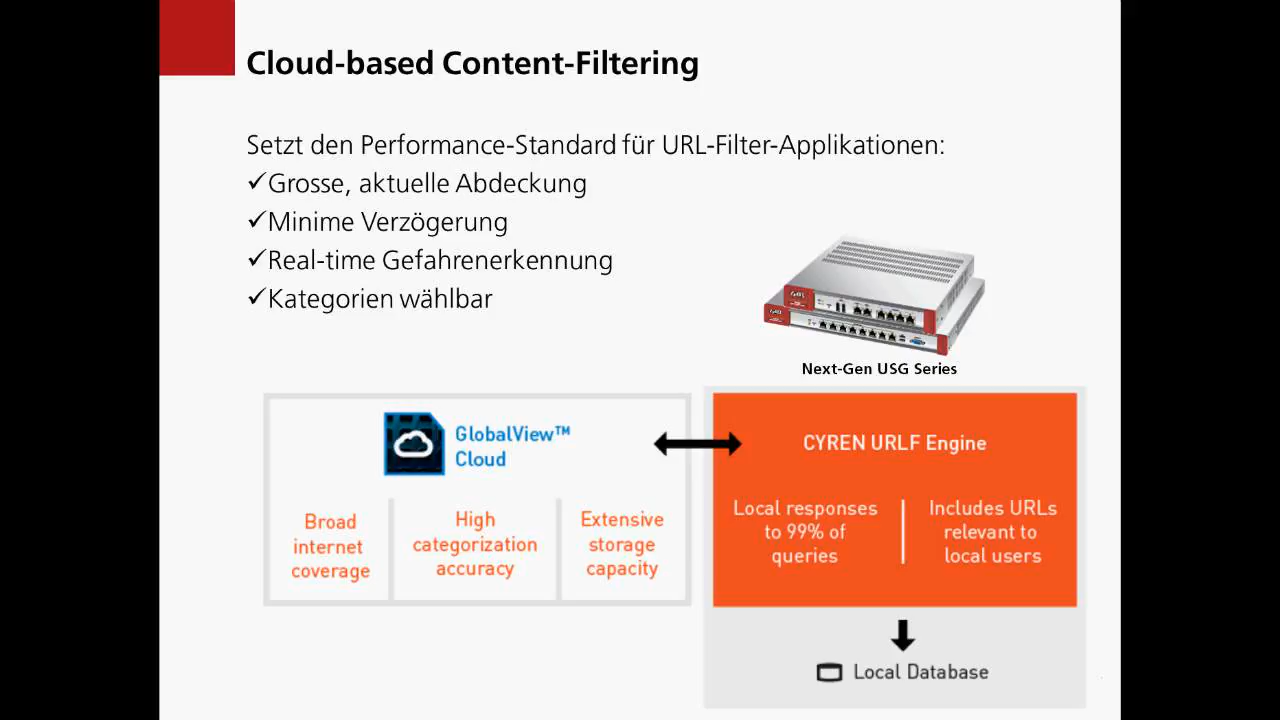 Cloud-based Content-Filtering
Setzt den Performance-Standard für URL-Filter-Applikationen:
✓Grosse, aktuelle Abdeckung
✓Minime Verzögerung
✓Real-time Gefahrenerkennung
✓Kategorien wählbar
Next-Gen USG Series
GlobalView™
Cloud
Broad
internet
coverage
High
categorization
accuracy
Extensive
storage
capacity
CYREN URLF Engine
Local responses
to 99% of
queries
Includes URLs
relevant to
local users
Local Database